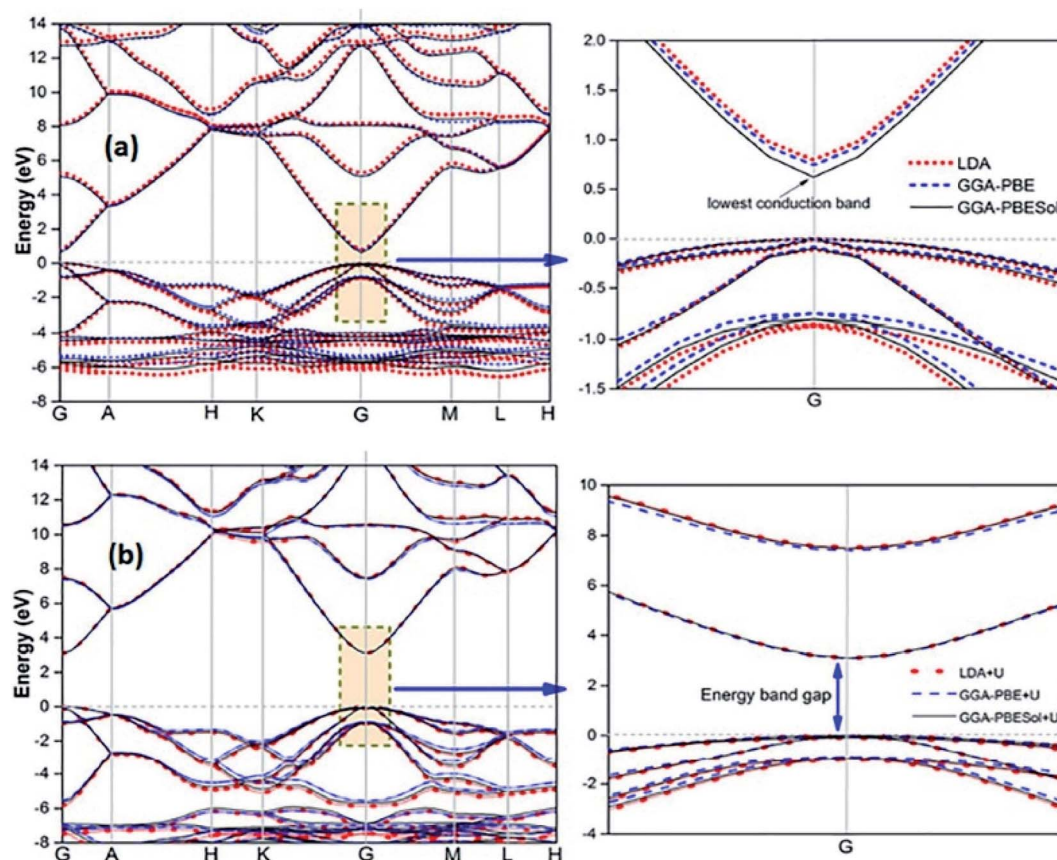 14
12
10
8
6
4
2
0
-2
-4
-6
-8
Energy (eV)
(a)
G A H K G M L H
2.0
1.5
1.0
0.5
0.0
-0.5
-1.0
-1.5
LDA
GGA-PBE
GGA-PBESol
lowest conduction band
G
14
12
10
8
6
4
2
0
-2
-4
-6
-8
Energy (eV)
(b)
G A H K G M L H
10
8
6
4
2
0
-2
-4
LDA+U
GGA-PBE+U
GGA-PBESol+U
Energy band gap
G